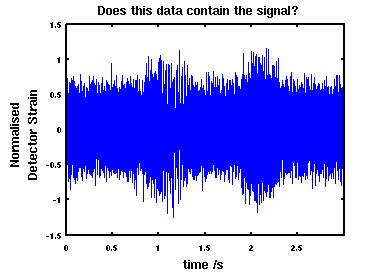 Does this data contain the signal?
1.5
1
0.5
0
-0.5
-1
-1.5
Normalised
Detector Strain
0 0.5 1 1.5 2 2.5
time /s